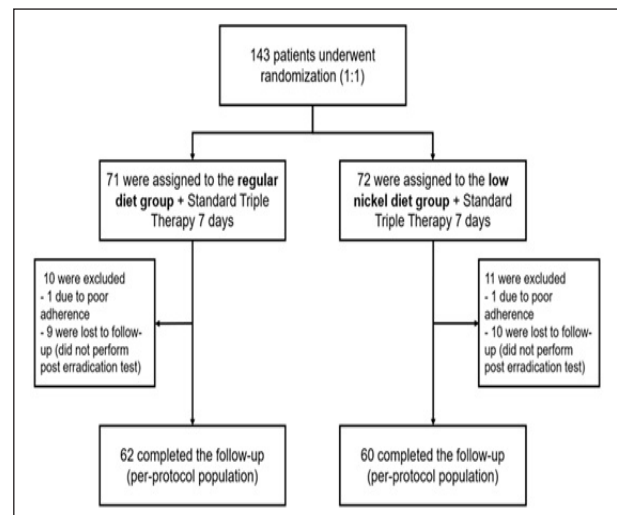 143 patients underwent
randomization (1:1)
71 were assigned to the regular
diet group + Standard Triple
Therapy 7 days
72 were assigned to the low
nickel diet group + Standard
Triple Therapy 7 days
10 were excluded
- 1 due to poor
adherence
- 9 were lost to follow-
up (did not perform
post erradication test)
11 were excluded
- 1 due to poor
adherence
- 10 were lost to follow-
up (did not perform
post erradication test)
62 completed the follow-up
(per-protocol population)
60 completed the follow-up
(per-protocol population)